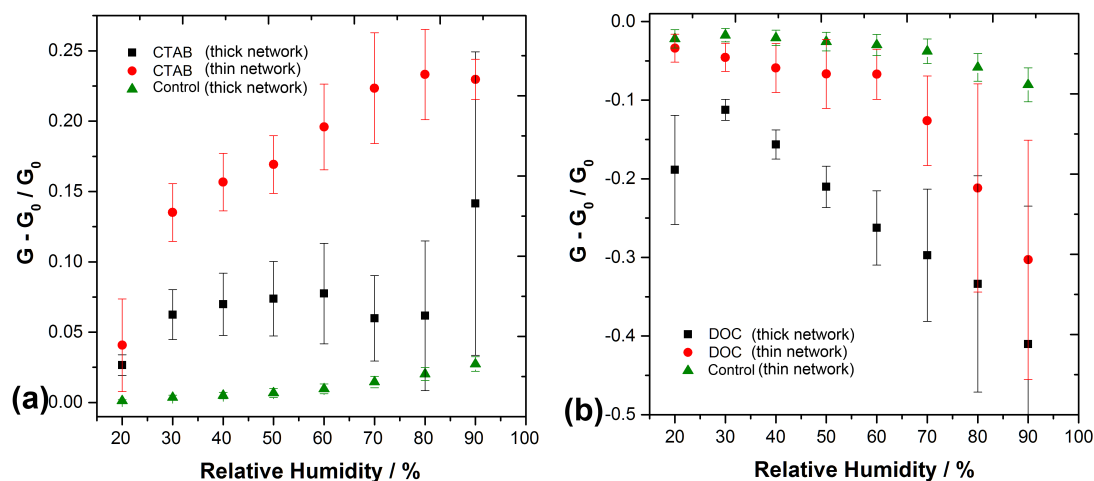 0.25
0.20
0.15
0.10
0.05
0.00
G - G0 / G0
CTAB (thick network)
CTAB (thin network)
Control (thick network)
(a)
20 30 40 50 60 70 80 90 100
Relative Humidity / %
0.0
-0.1
-0.2
-0.3
-0.4
-0.5
G - G0 / G0
DOC (thick network)
DOC (thin network)
Control (thin network)
(b)
20 30 40 50 60 70 80 90 100
Relative Humidity / %